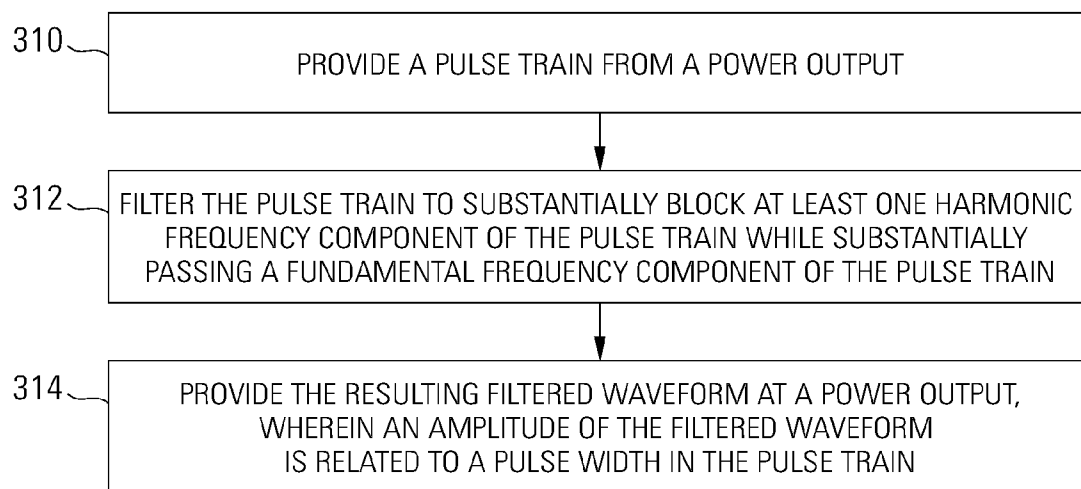 310
PROVIDE A PULSE TRAIN FROM A POWER OUTPUT
312
FILTER THE PULSE TRAIN TO SUBSTANTIALLY BLOCK AT LEAST ONE HARMONIC
FREQUENCY COMPONENT OF THE PULSE TRAIN WHILE SUBSTANTIALLY
PASSING A FUNDAMENTAL FREQUENCY COMPONENT OF THE PULSE TRAIN
314
PROVIDE THE RESULTING FILTERED WAVEFORM AT A POWER OUTPUT,
WHEREIN AN AMPLITUDE OF THE FILTERED WAVEFORM
IS RELATED TO A PULSE WIDTH IN THE PULSE TRAIN